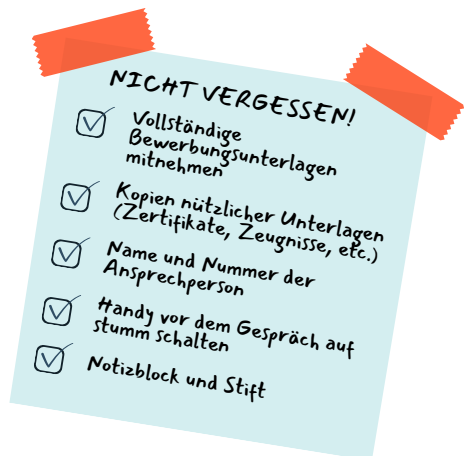 NICHT VERGESSEN!
Vollständige
Bewerbungsunterlagen
mitnehmen
Kopien nützlicher Unterlagen
(Zertifikate, Zeugnisse, etc.)
Name und Nummer der
Ansprechperson
Handy vor dem Gespräch auf
stumm schalten
Notizblock und Stift